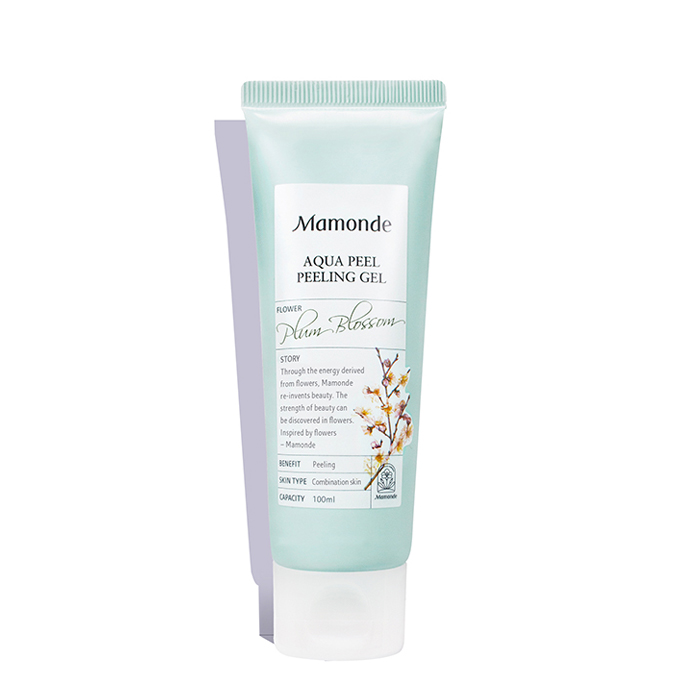 Mamonde
AQUA PEEL
PEELING GEL
FLOWER
Plum Blossom
STORY
Through the energy derived
from flowers, Mamonde
re-invents beauty. The
strength of beauty can
be discovered in flowers.
Inspired by flowers
– Mamonde
BENEFIT Peeling
SKIN TYPE Combination skin
CAPACITY 100ml
Mamonde